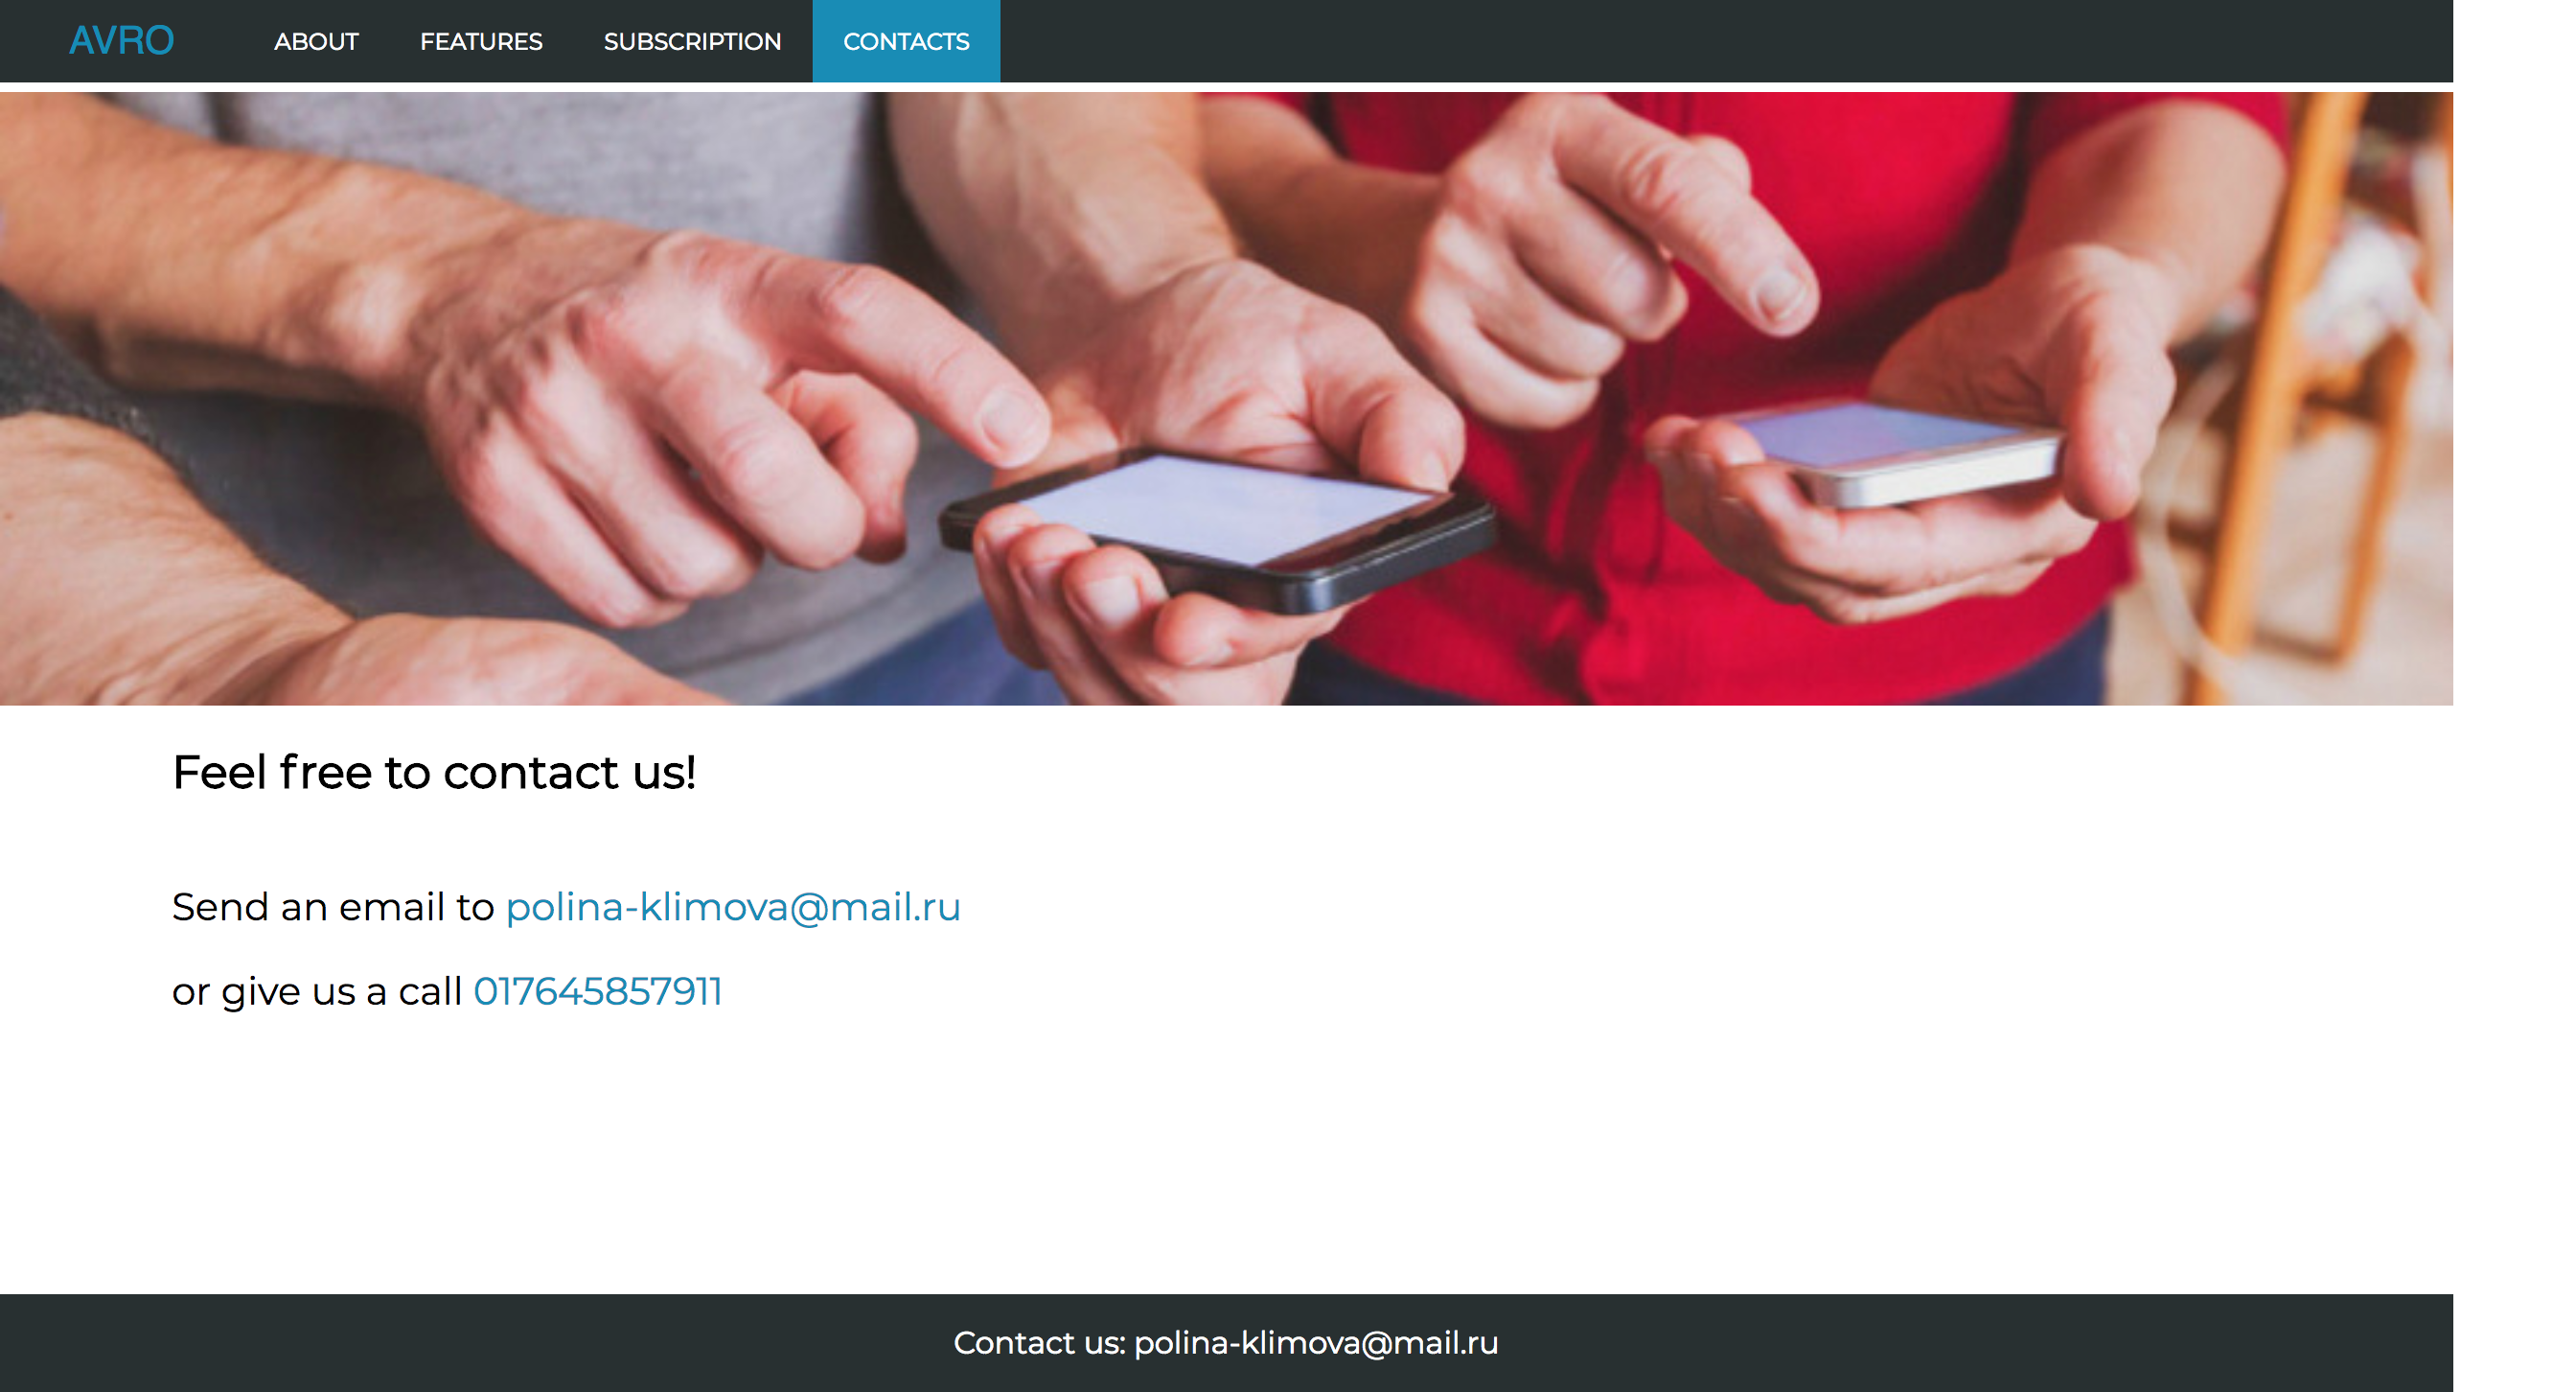 AVRO ABOUT FEATURES SUBSCRIPTION CONTACTS
Feel free to contact us!
Send an email to polina-klimova@mail.ru
or give us a call 017645857911
Contact us: polina-klimova@mail.ru